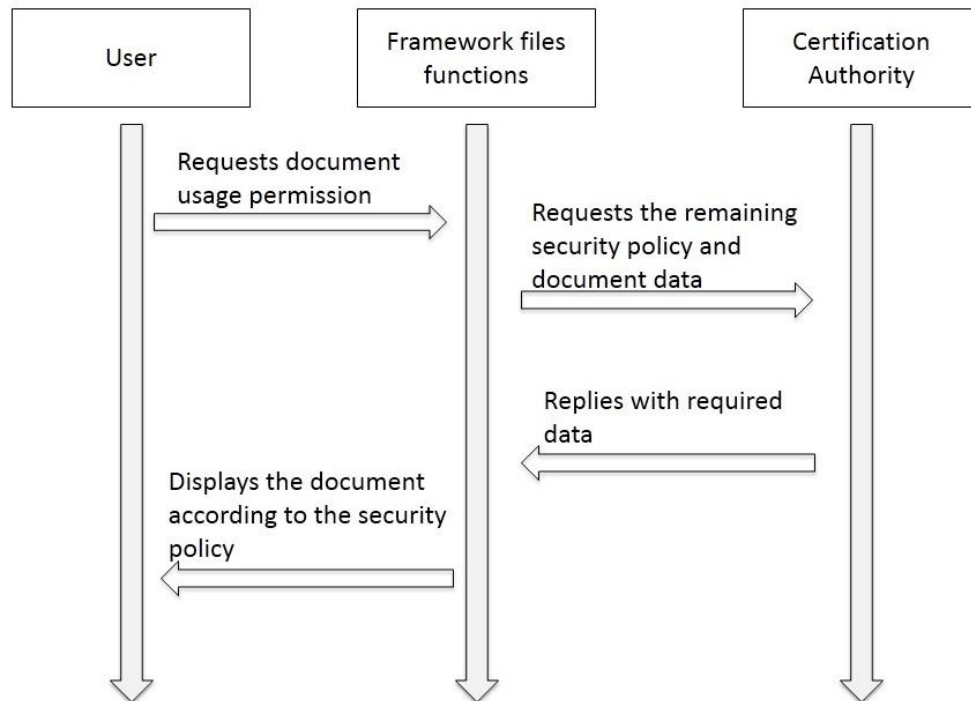 User
Framework files
functions
Certification
Authority
Requests document
usage permission
Requests the remaining
security policy and
document data
Replies with required
data
Displays the document
according to the security
policy